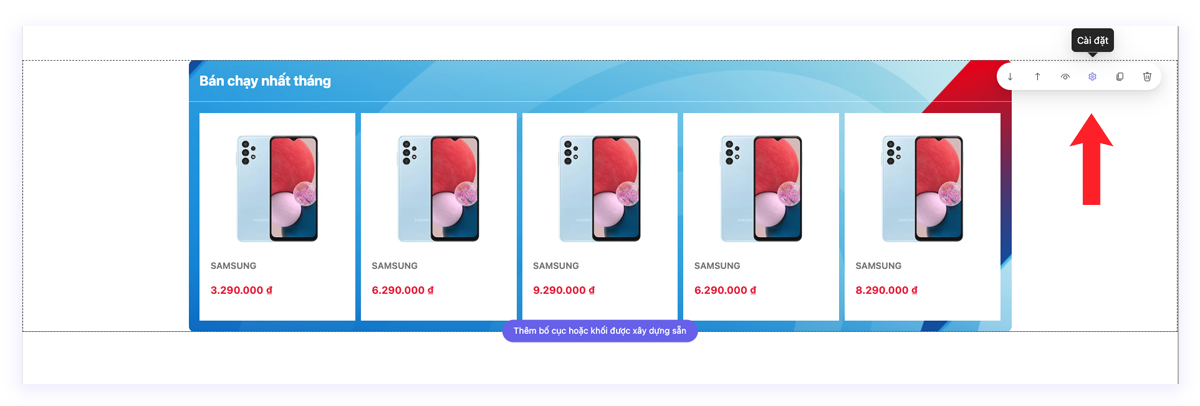 Cài đặt
Bán chạy nhất tháng
SAMSUNG
3.290.000 ₫
SAMSUNG
6.290.000 ₫
SAMSUNG
9.290.000 ₫
SAMSUNG
6.290.000 ₫
SAMSUNG
8.290.000 ₫
Thêm bố cục hoặc khối được xây dựng sẵn